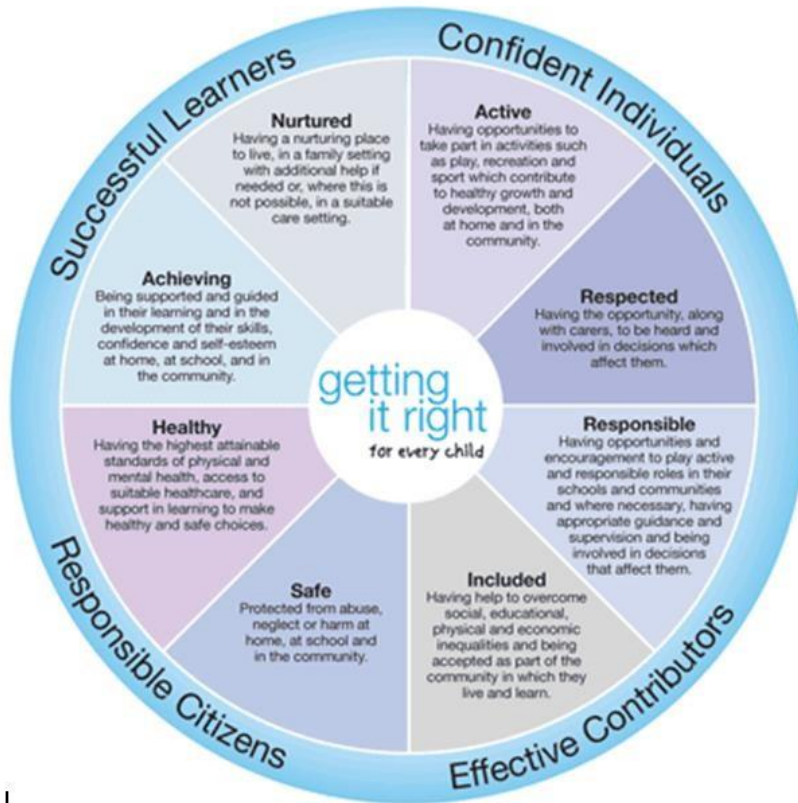 Successful Learners
Confident Individuals
Nurtured
Having a nurturing place
to live, in a family setting
with additional help if
needed or, where this is
not possible, in a suitable
care setting.
Active
Having opportunities to
take part in activities such
as play, recreation and
sport which contribute
to healthy growth and
development, both
at home and in the
community.
Achieving
Being supported and guided
in their learning and in the
development of their skills,
confidence and self-esteem
at home, at school, and in
the community.
Respected
Having the opportunity, along
with carers, to be heard and
involved in decisions which
affect them.
getting
it right
for every child
Healthy
Having the highest attainable
standards of physical and
mental health, access to
suitable healthcare, and
support in learning to make
healthy and safe choices.
Responsible
Having opportunities and
encouragement to play active
and responsible roles in their
schools and communities
and where necessary, having
appropriate guidance and
supervision and being
involved in decisions
that affect them.
Safe
Protected from abuse,
neglect or harm at
home, at school and
in the community.
Included
Having help to overcome
social, educational,
physical and economic
inequalities and being
accepted as part of the
community in which they
live and learn.
Responsible Citizens
Effective Contributors